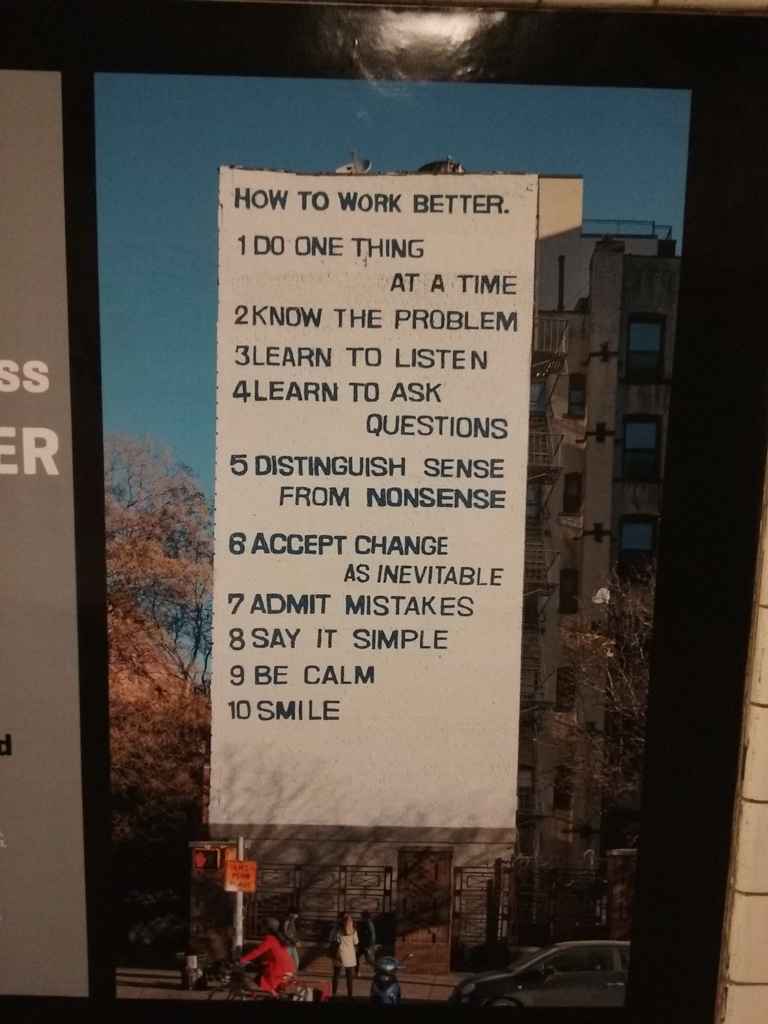 HOW TO WORK BETTER.
1 DO ONE THING
AT A TIME
2 KNOW THE PROBLEM
3 LEARN TO LISTEN
4 LEARN TO ASK
QUESTIONS
5 DISTINGUISH SENSE
FROM NONSENSE
6 ACCEPT CHANGE
AS INEVITABLE
7 ADMIT MISTAKES
8 SAY IT SIMPLE
9 BE CALM
10 SMILE
SS
ER
d